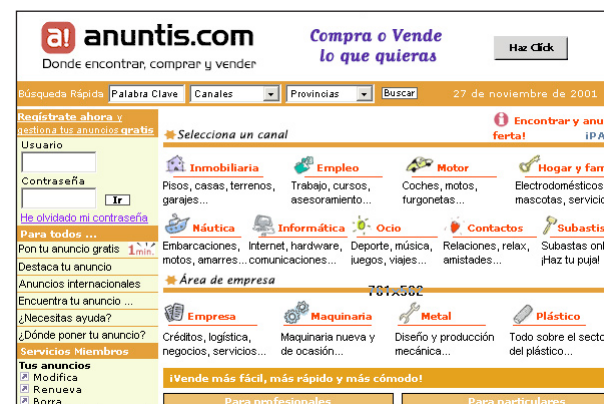 a! anuntis.com
Donde encontrar, comprar y vender
Compra o Vende
lo que quieras
Haz Click
Búsqueda Rápida Palabra Clave Canales Provincias Buscar 27 de noviembre de 2001
Regístrate ahora y
gestiona tus anuncios gratis
Usuario
Contraseña
Ir
He olvidado mi contraseña
Para todos ...
Pon tu anuncio gratis 1min.
Destaca tu anuncio
Anuncios internacionales
Encuentra tu anuncio ...
¿Necesitas ayuda?
¿Dónde poner tu anuncio?
Servicios Miembros
Tus anuncios
Modifica
Renueva
Borra
Selecciona un canal
Encontrar y anu
ferta! iPA
Inmobiliaria
Pisos, casas, terrenos,
garajes...
Empleo
Trabajo, cursos,
asesoramiento...
Motor
Coches, motos,
furgonetas...
Hogar y fam
Electrodomésticos
mascotas, servicio
Náutica
Embarcaciones,
motos, amarres...
Informática
Internet, hardware,
comunicaciones...
Ocio
Deporte, música,
juegos, viajes...
Contactos
Relaciones, relax,
amistades...
Subastas
Subastas onl
¡Haz tu puja!
Área de empresa
701x502
Empresa
Créditos, logística,
negocios, servicios...
Maquinaria
Maquinaria nueva y
de ocasión...
Metal
Diseño y producción
mecánica...
Plástico
Todo sobre el secto
del plástico...
¡Vende más fácil, más rápido y más cómodo!
Para profesionales
Para particulares